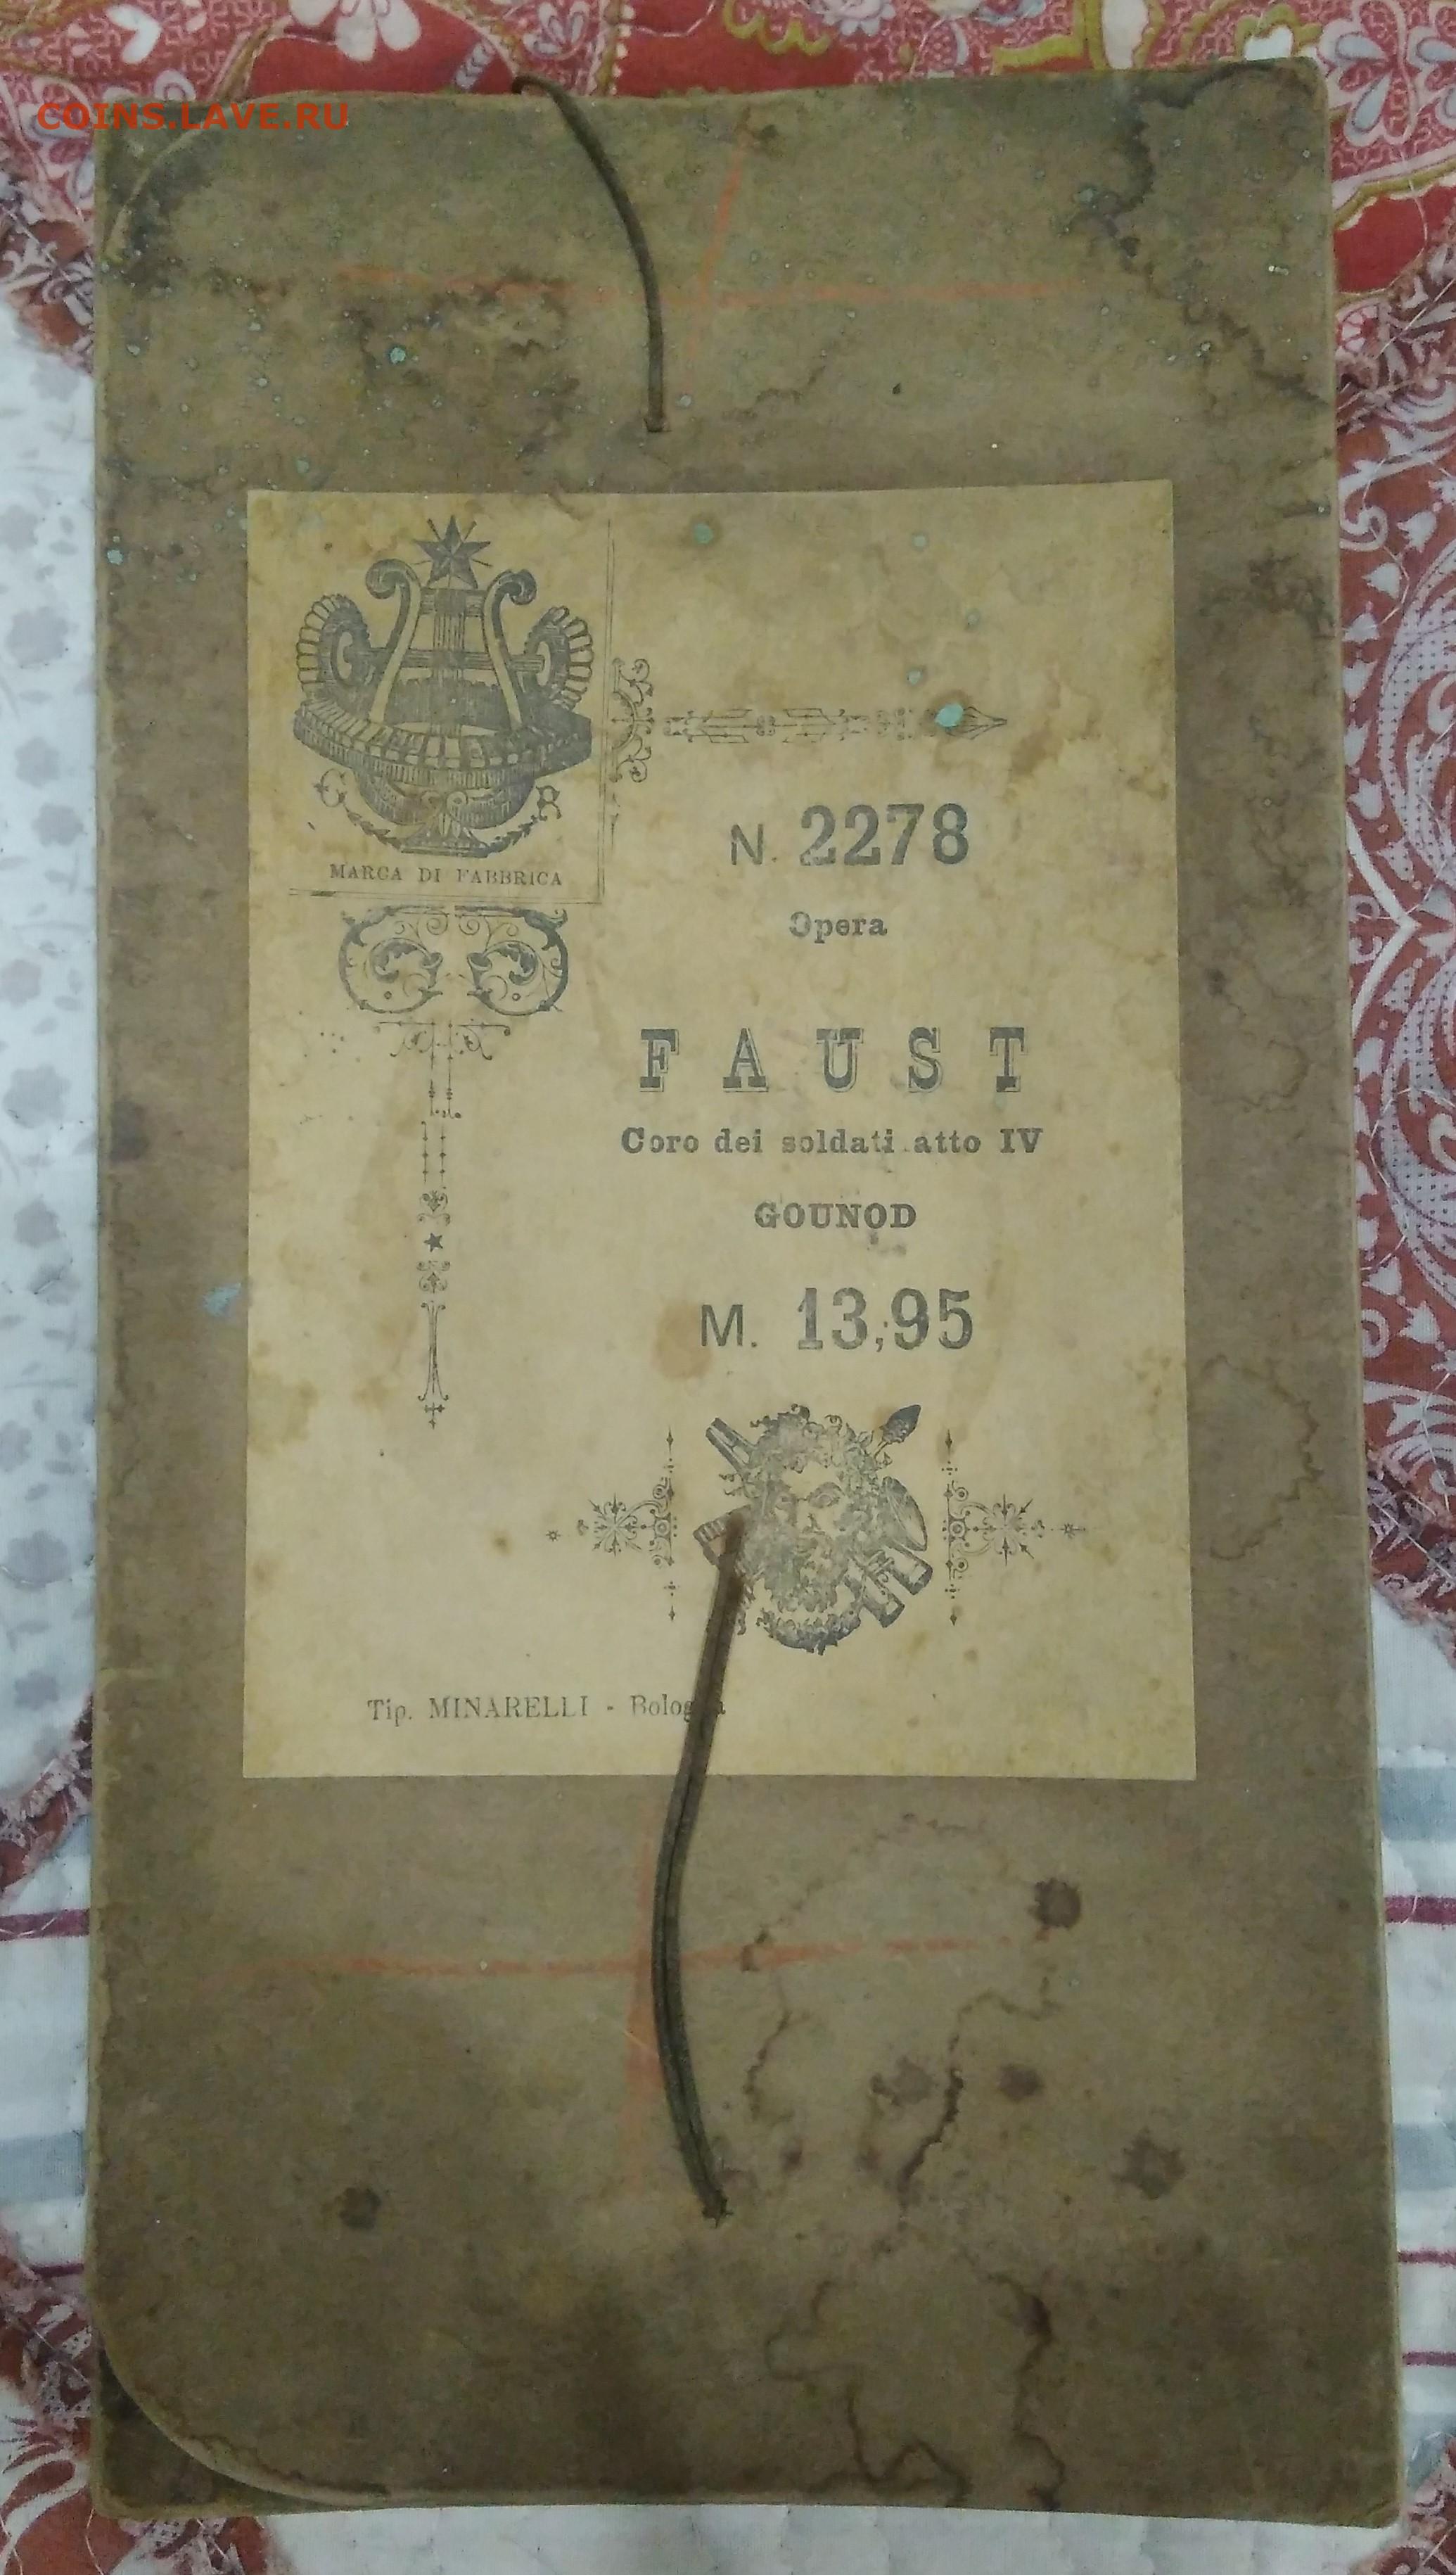 COINS.LAVE.RU
G R
MARCA DI FABBRICA
N. 2278
Opera
FAUST
Coro dei soldati atto IV
GOUNOD
M. 13,95
Tip. MINARELLI - Bologna